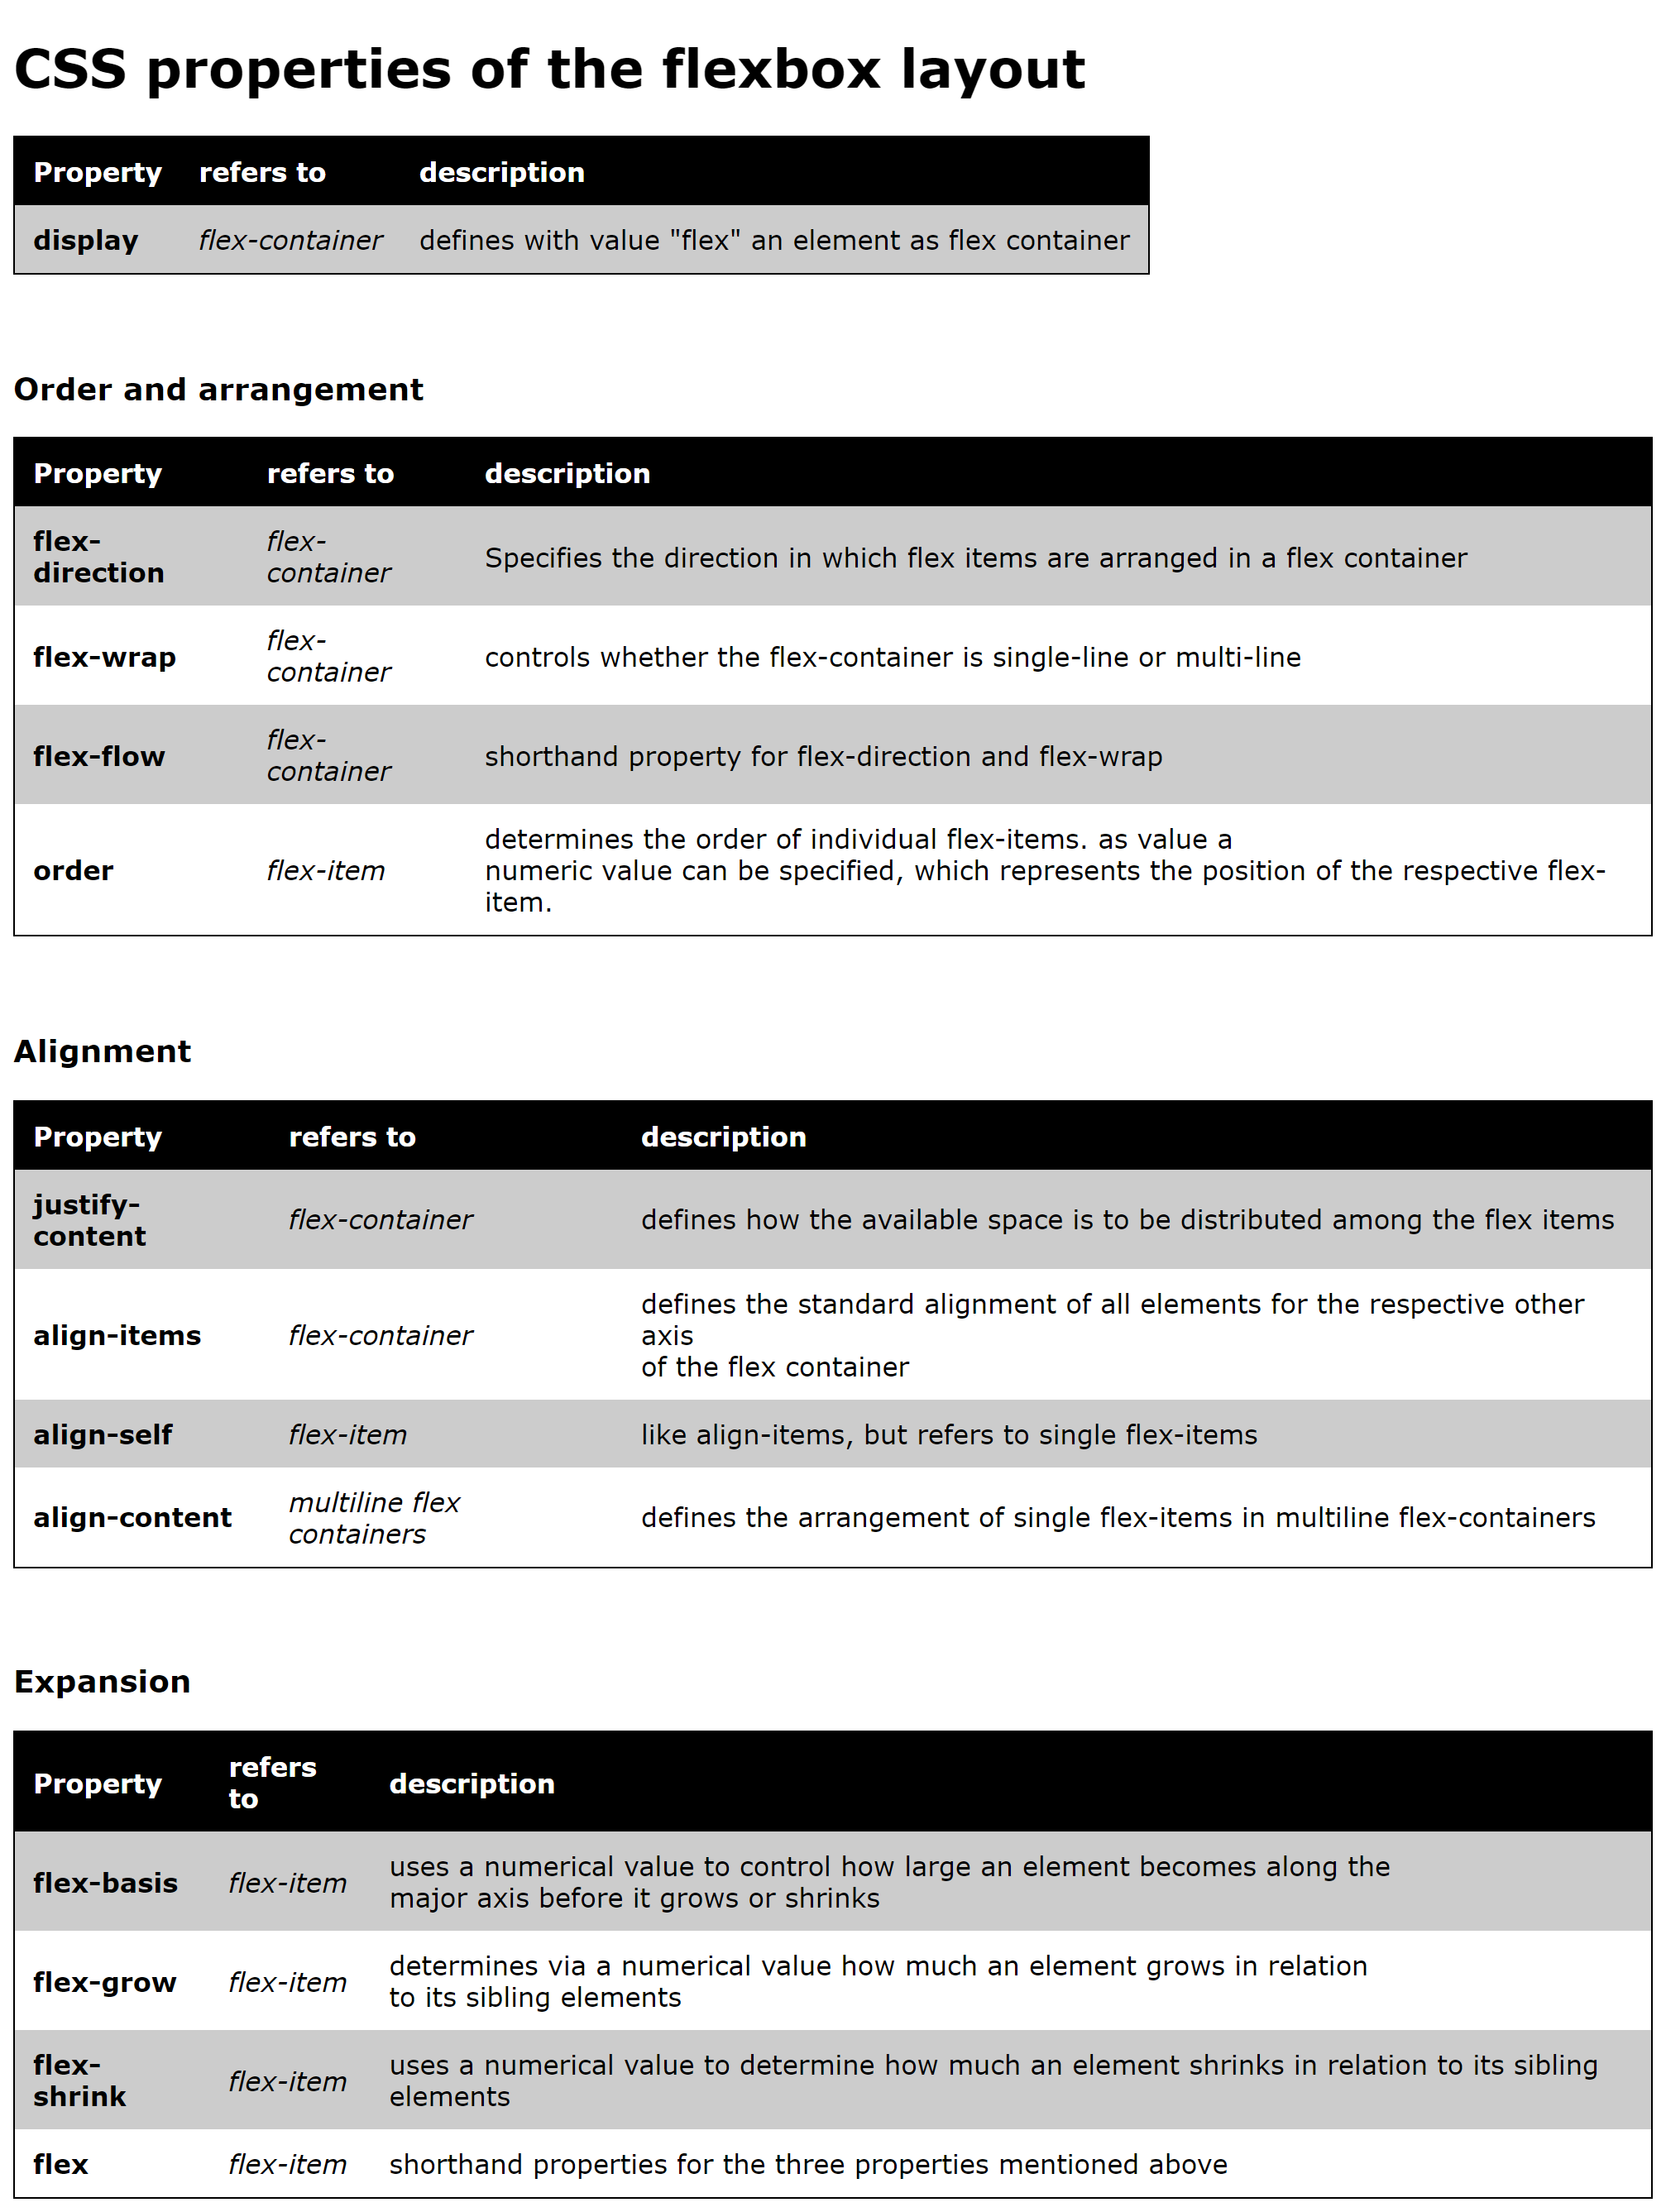 CSS properties of the flexbox layout
Property refers to description
display flex-container defines with value "flex" an element as flex container
Order and arrangement
Property refers to description
flex-
direction
flex-
container
Specifies the direction in which flex items are arranged in a flex container
flex-wrap
flex-
container
controls whether the flex-container is single-line or multi-line
flex-flow
flex-
container
shorthand property for flex-direction and flex-wrap
order
flex-item
determines the order of individual flex-items. as value a
numeric value can be specified, which represents the position of the respective flex-
item.
Alignment
Property refers to description
justify-
content
flex-container
defines how the available space is to be distributed among the flex items
align-items
flex-container
defines the standard alignment of all elements for the respective other
axis
of the flex container
align-self flex-item like align-items, but refers to single flex-items
align-content
multiline flex
containers
defines the arrangement of single flex-items in multiline flex-containers
Expansion
Property
refers
to
description
flex-basis
flex-item
uses a numerical value to control how large an element becomes along the
major axis before it grows or shrinks
flex-grow
flex-item
determines via a numerical value how much an element grows in relation
to its sibling elements
flex-
shrink
flex-item
uses a numerical value to determine how much an element shrinks in relation to its sibling
elements
flex flex-item shorthand properties for the three properties mentioned above